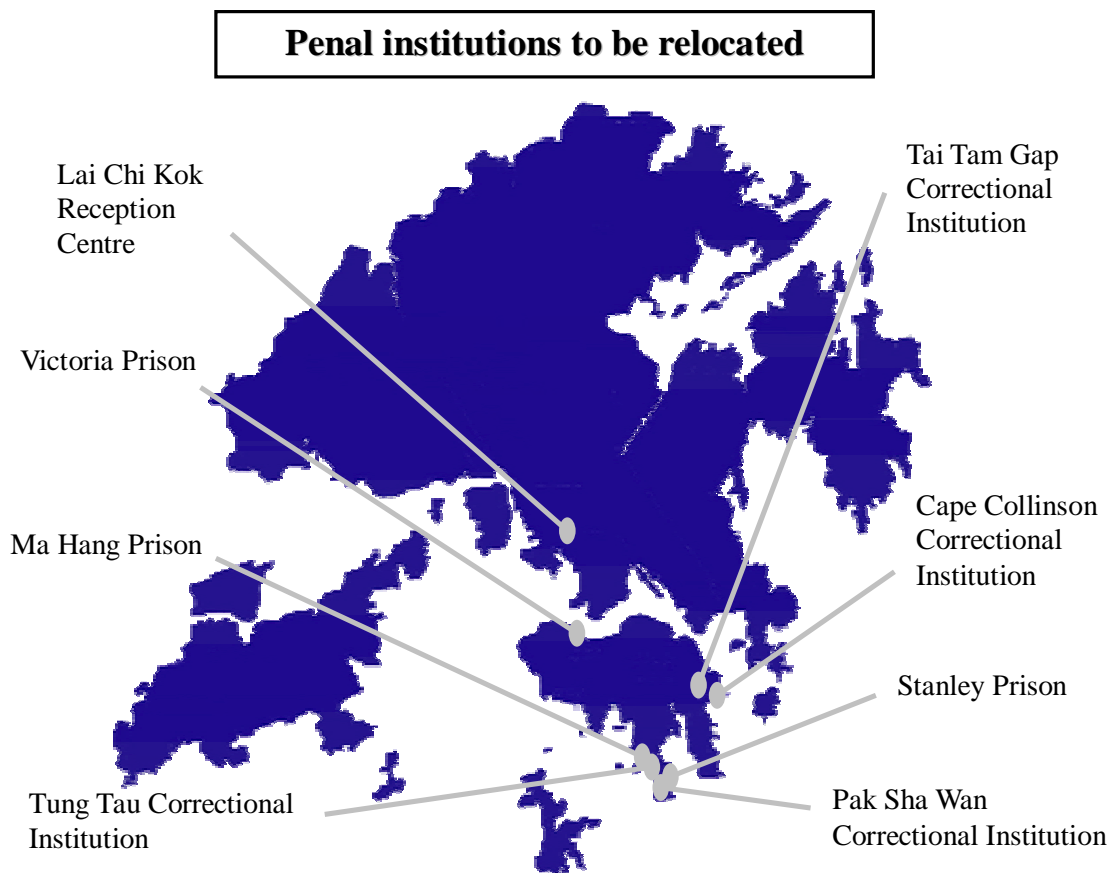 Penal institutions to be relocated
Lai Chi Kok
Reception
Centre
Tai Tam Gap
Correctional
Institution
Victoria Prison
Ma Hang Prison
Cape Collinson
Correctional
Institution
Stanley Prison
Tung Tau Correctional
Institution
Pak Sha Wan
Correctional Institution